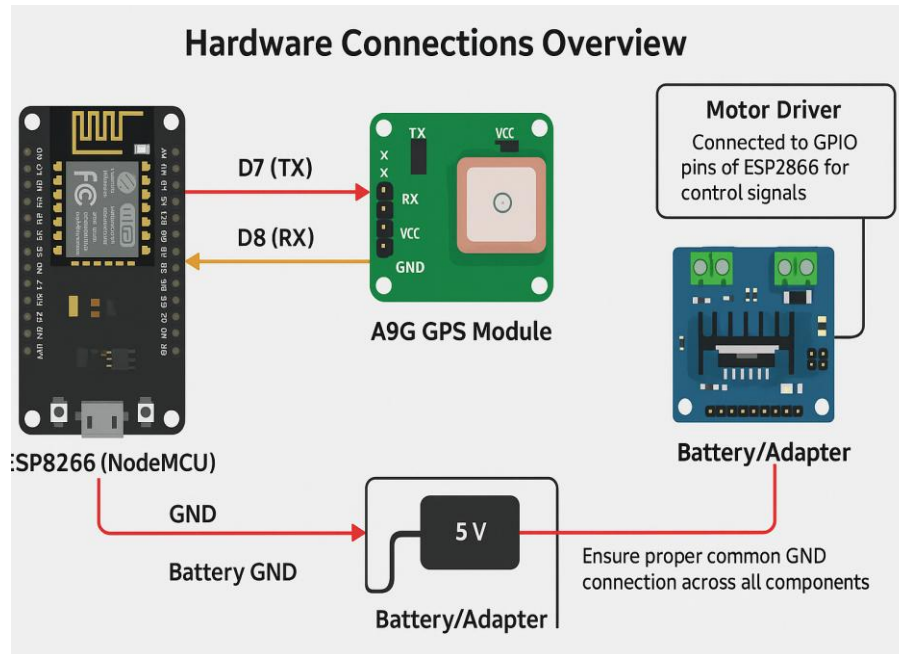 Hardware Connections Overview
D7 (TX)
D8 (RX)
TX
VCC
X
X
RX
VCC
GND
A9G GPS Module
Motor Driver
Connected to GPIO
pins of ESP2866 for
control signals
FC
ESP8266 (NodeMCU)
Battery/Adapter
GND
Battery GND
5 V
Battery/Adapter
Ensure proper common GND
connection across all components